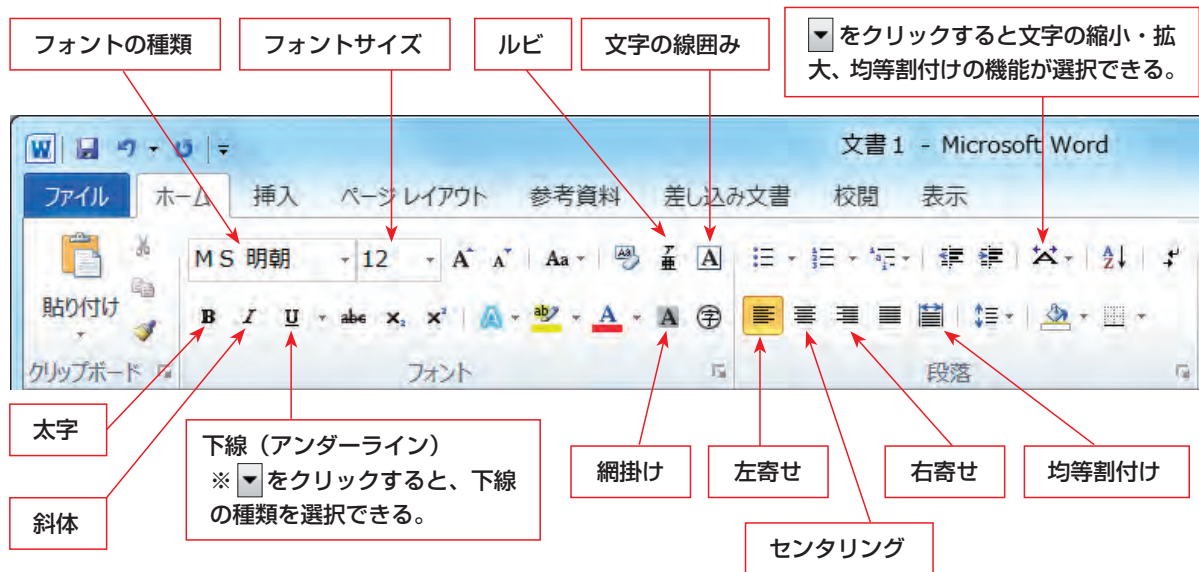 フォントの種類
フォントサイズ
ルビ
文字の線囲み
▼をクリックすると文字の縮小・拡
大、均等割付けの機能が選択できる。
文書 1 - Microsoft Word
ファイル ホーム 挿入 ページ レイアウト 参考資料 差し込み文書 校閲 表示
ＭＳ 明朝 12 A A Aa ア亜 A A Z
貼り付け
B I U abc x₂ x² A ab A A 字
クリップボード フォント 段落
太字
下線（アンダーライン）
※▼をクリックすると、下線
の種類を選択できる。
網掛け
左寄せ
右寄せ
均等割付け
斜体
センタリング